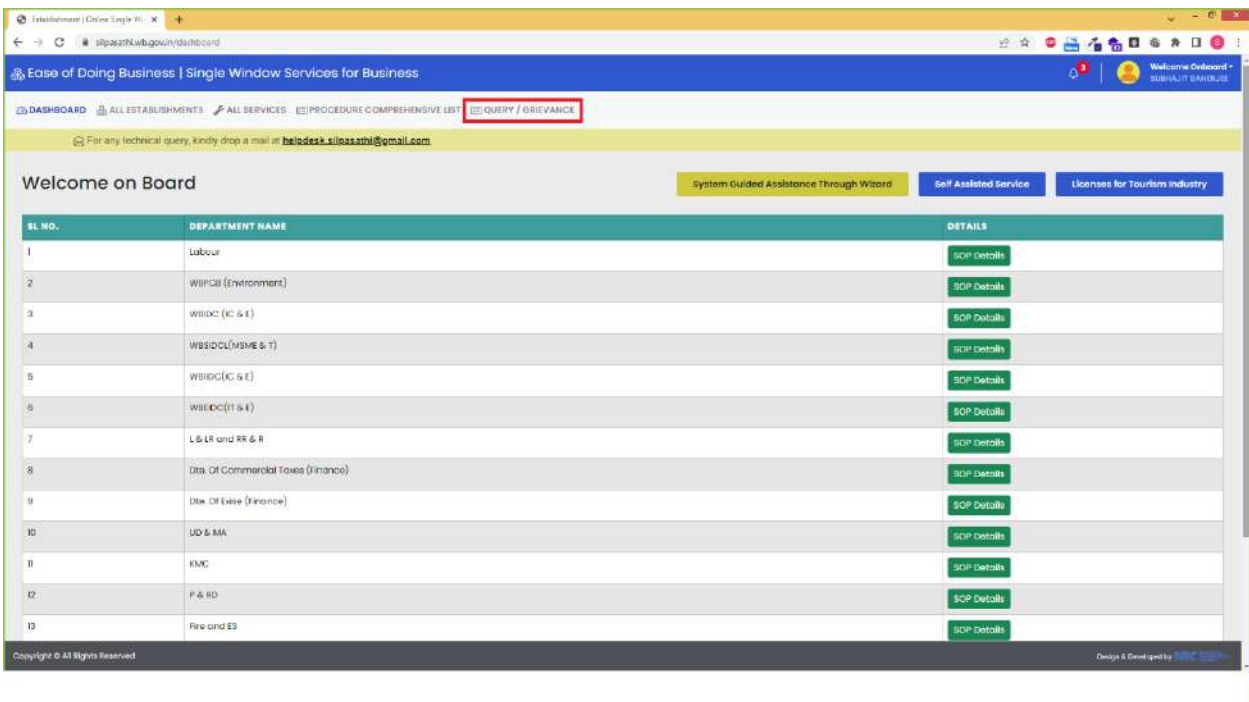 Establishment | Online Single Wi
silpasathi.wb.gov.in/dashboard
Ease of Doing Business | Single Window Services for Business
3
Welcome Onboard
SUBHAJIT BANERJEE
DASHBOARD ALL ESTABLISHMENTS ALL SERVICES PROCEDURE COMPREHENSIVE LIST QUERY / GRIEVANCE
For any technical query, kindly drop a mail at helpdesk.silpasathi@gmail.com
Welcome on Board
System Guided Assistance Through Wizard Self Assisted Service Licenses for Tourism Industry
SL NO. DEPARTMENT NAME DETAILS
1 Labour SOP Details
2 WBPCB (Environment) SOP Details
3 WBIDC (IC & E) SOP Details
4 WBSIDCL(MSME & T) SOP Details
5 WBIIDC(IC & E) SOP Details
6 WBEIDC(IT & E) SOP Details
7 L & LR and RR & R SOP Details
8 Dte. Of Commercial Taxes (Finance) SOP Details
9 Dte. Of Exise (Finance) SOP Details
10 UD & MA SOP Details
11 KMC SOP Details
12 P & RD SOP Details
13 Fire and ES SOP Details
Copyright © All Rights Reserved Design & Developed by